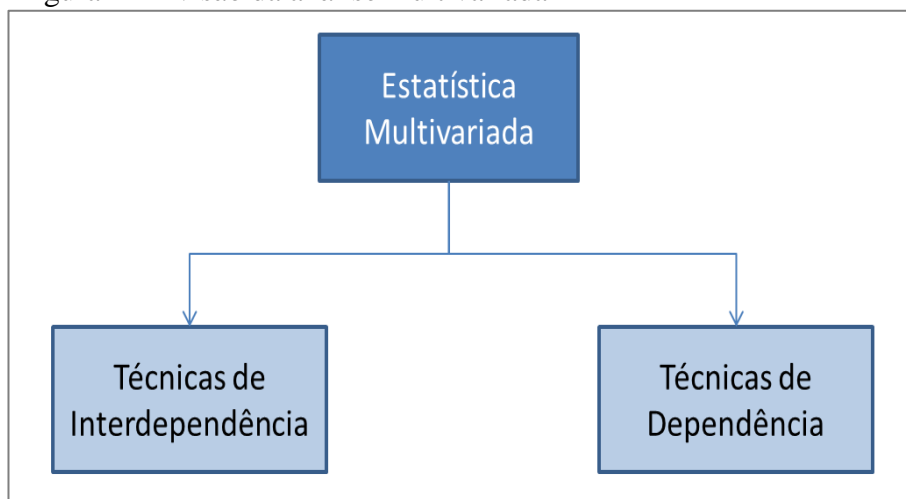 Estatística
Multivariada
Técnicas de
Interdependência
Técnicas de
Dependência